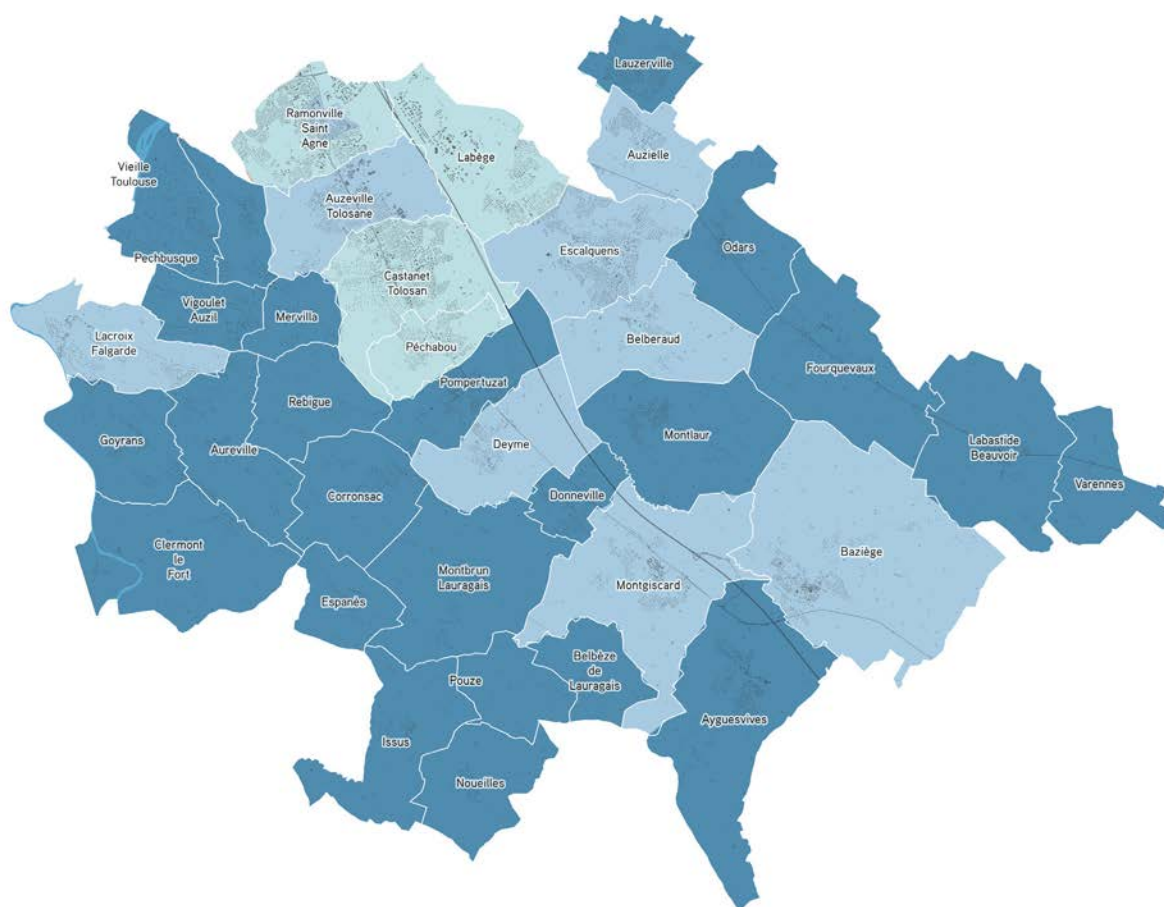 Lauzerville
Ramonville
Saint
Agne
Labège
Auzielle
Vieille
Toulouse
Auzeville
Tolosane
Pechbusque
Escalquens
Odars
Castanet
Tolosan
Vigoulet
Auzil
Mervilla
Lacroix
Falgarde
Péchabou
Belberaud
Pompertuzat
Fourquevaux
Rebigue
Goyrans
Aureville
Deyme
Montlaur
Labastide
Beauvoir
Varennes
Corronsac
Donneville
Clermont
le
Fort
Baziège
Montbrun
Lauragais
Montgiscard
Espanés
Belbèze
de
Lauragais
Pouze
Ayguesvives
Issus
Noueilles